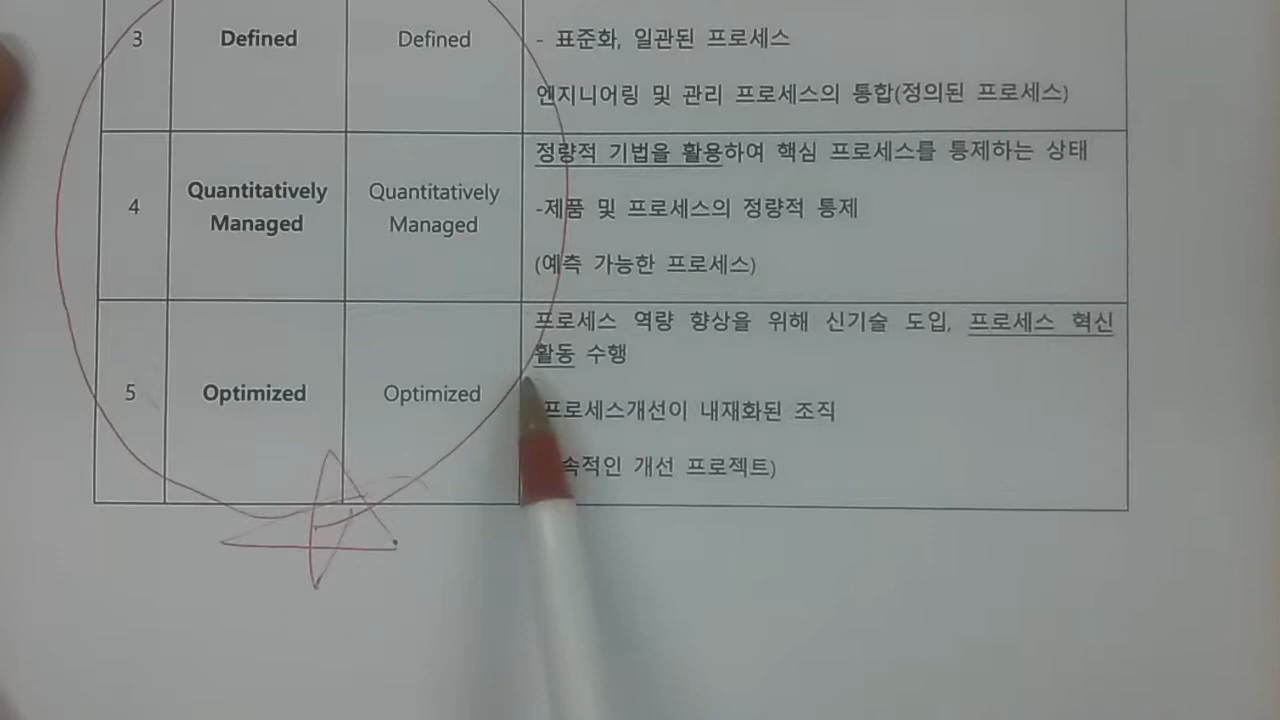 3
Defined
Defined
- 표준화, 일관된 프로세스
엔지니어링 및 관리 프로세스의 통합(정의된 프로세스)
4
Quantitatively
Managed
Quantitatively
Managed
정량적 기법을 활용하여 핵심 프로세스를 통제하는 상태
-제품 및 프로세스의 정량적 통제
(예측 가능한 프로세스)
5
Optimized
Optimized
프로세스 역량 향상을 위해 신기술 도입, 프로세스 혁신
활동 수행
프로세스개선이 내재화된 조직
개선 프로젝트)